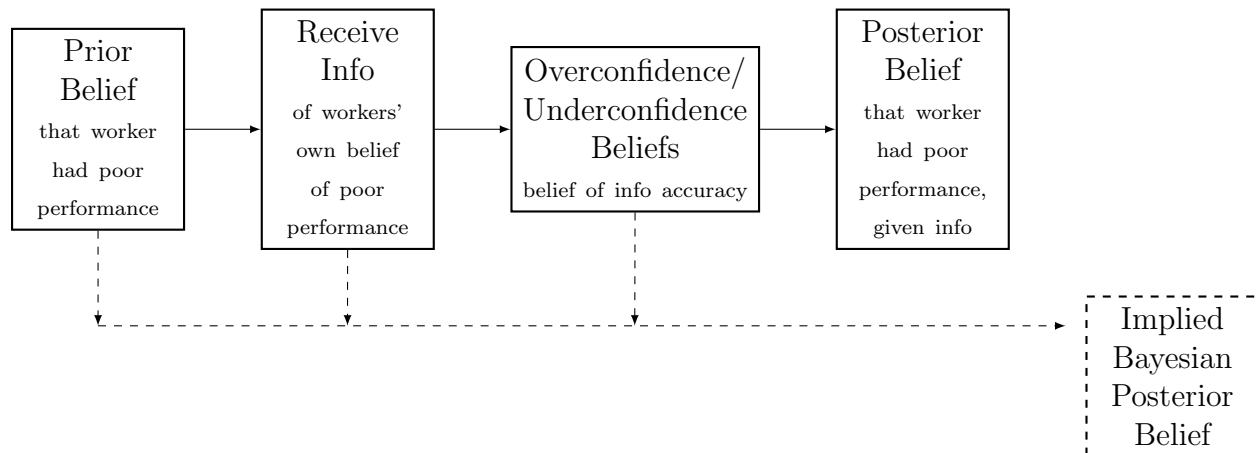 Prior
Belief
that worker
had poor
performance
Receive
Info
of workers'
own belief
of poor
performance
Overconfidence/
Underconfidence
Beliefs
belief of info accuracy
Posterior
Belief
that worker
had poor
performance,
given info
Implied
Bayesian
Posterior
Belief